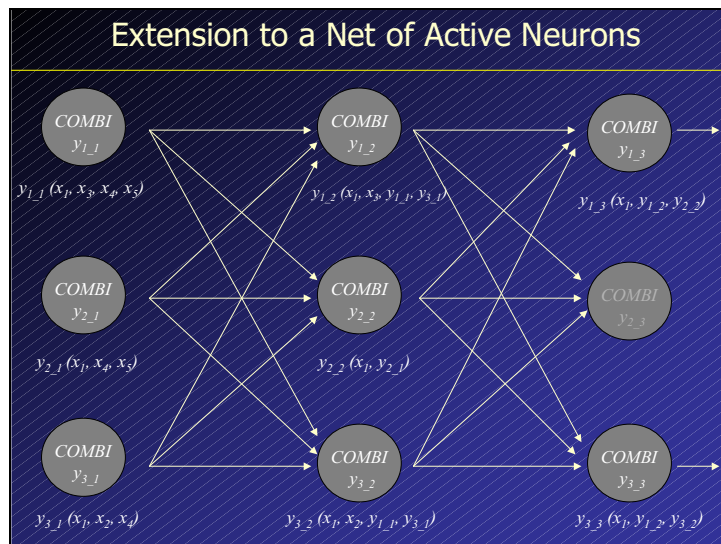 Extension to a Net of Active Neurons
COMBI COMBI COMBI
y1_1 y1_2 y1_3
y1_1 (x1, x3, x4, x5) y1_2 (x1, x3, y1_1, y3_1) y1_3 (x1, y1_2, y2_2)
COMBI COMBI COMBI
y2_1 y2_2 y2_3
y2_1 (x1, x4, x5) y2_2 (x1, y2_1)
COMBI COMBI COMBI
y3_1 y3_2 y3_3
y3_1 (x1, x2, x4) y3_2 (x1, x2, y1_1, y3_1) y3_3 (x1, y1_2, y3_2)